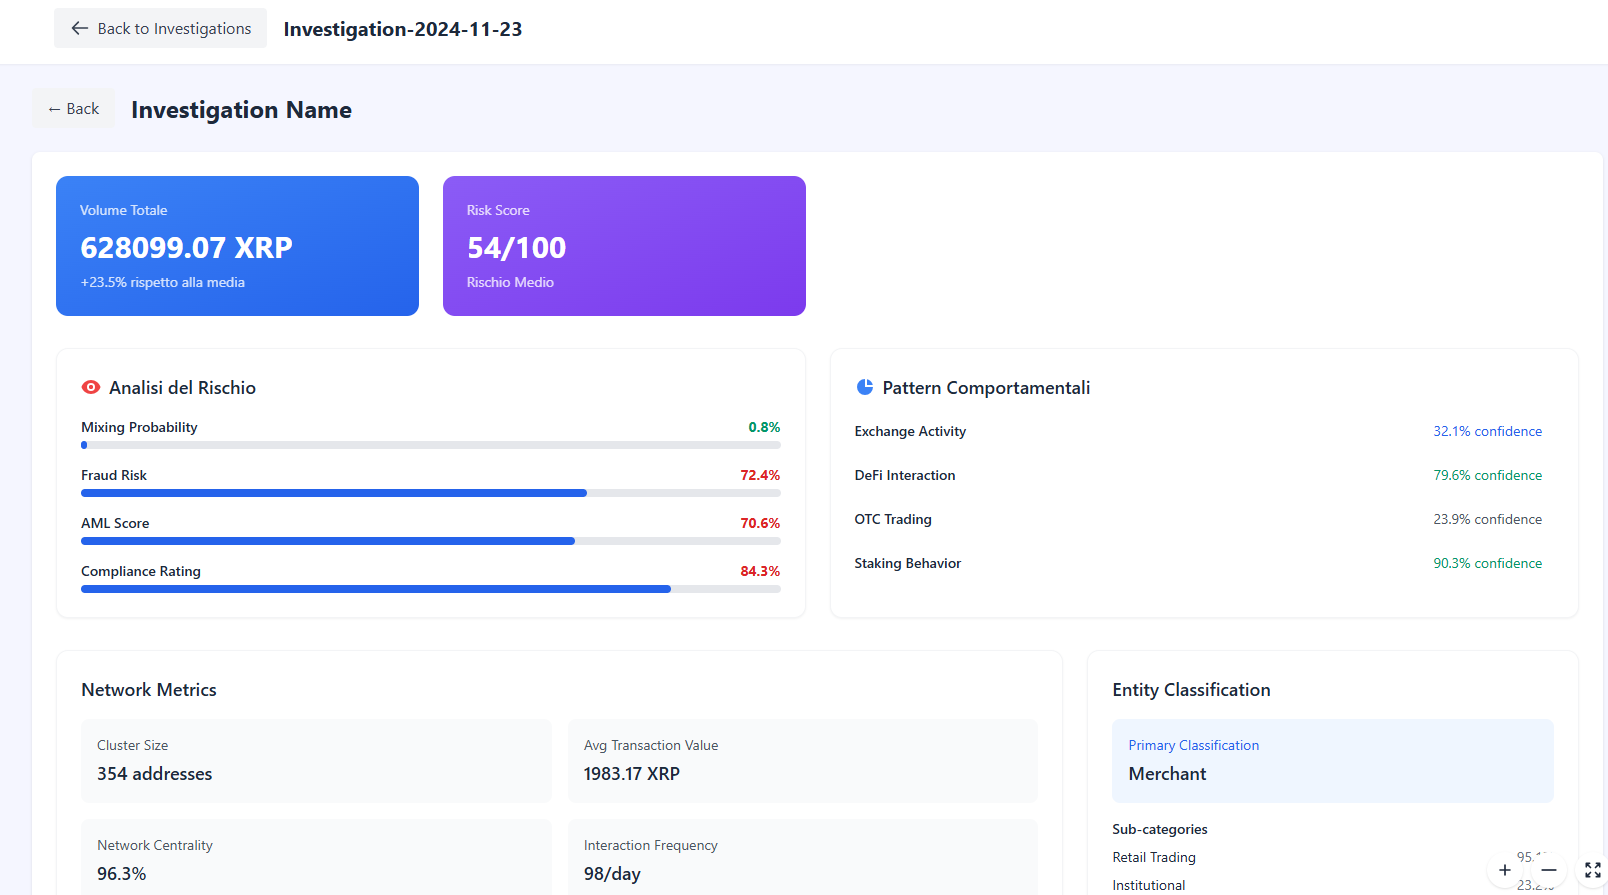 Back to Investigations
Investigation-2024-11-23
← Back
Investigation Name
Volume Totale
628099.07 XRP
+23.5% rispetto alla media
Risk Score
54/100
Rischio Medio
Analisi del Rischio
Mixing Probability 0.8%
Fraud Risk 72.4%
AML Score 70.6%
Compliance Rating 84.3%
Pattern Comportamentali
Exchange Activity 32.1% confidence
DeFi Interaction 79.6% confidence
OTC Trading 23.9% confidence
Staking Behavior 90.3% confidence
Network Metrics
Cluster Size
354 addresses
Avg Transaction Value
1983.17 XRP
Network Centrality
96.3%
Interaction Frequency
98/day
Entity Classification
Primary Classification
Merchant
Sub-categories
Retail Trading
Institutional